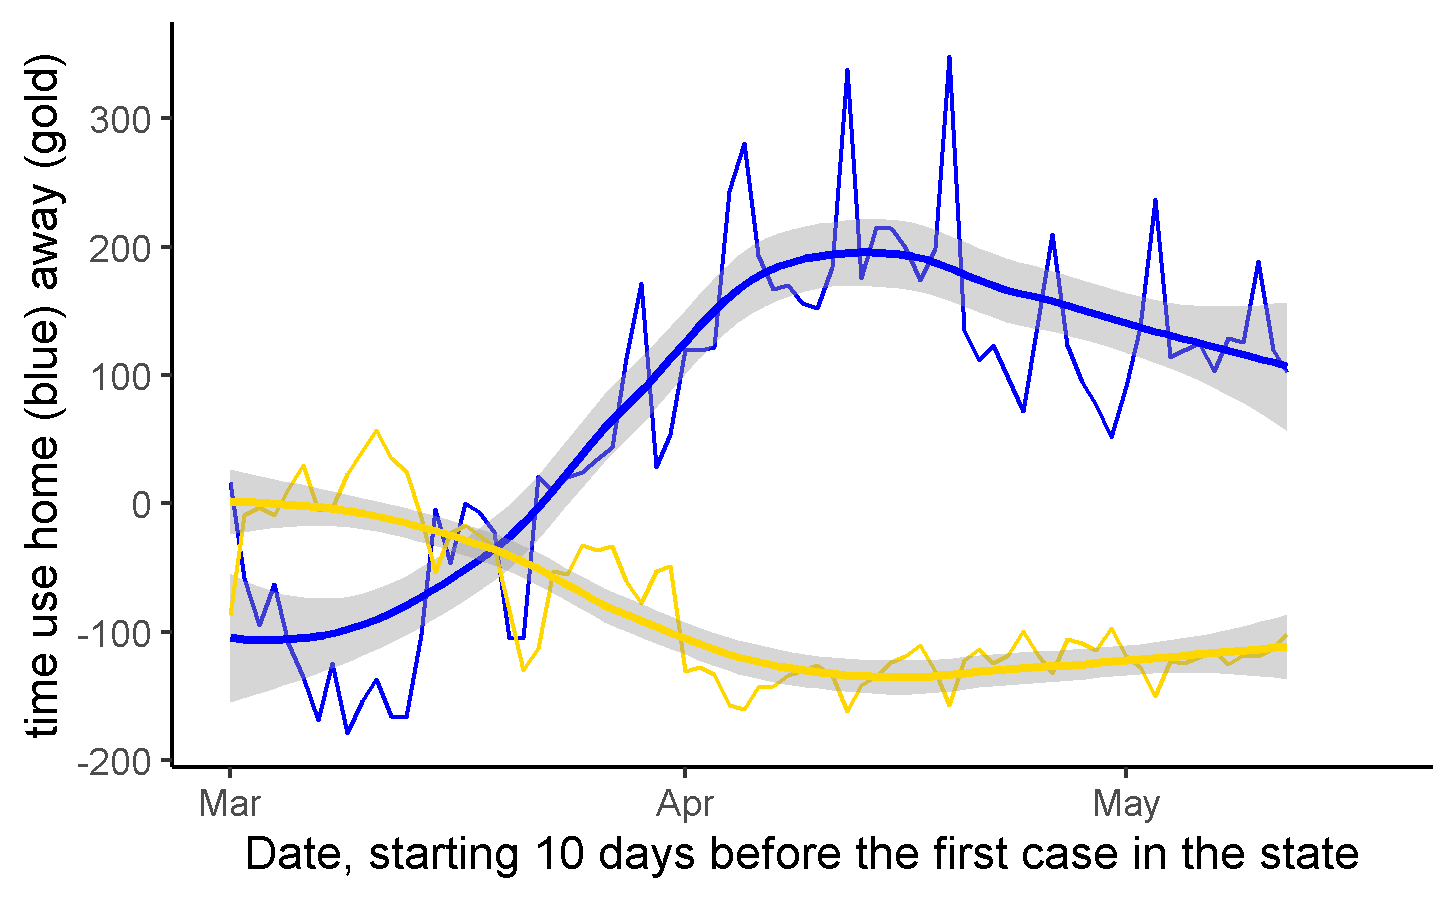 time use home (blue) away (gold)
300
200
100
0
-100
-200
Mar
Apr
May
Date, starting 10 days before the first case in the state